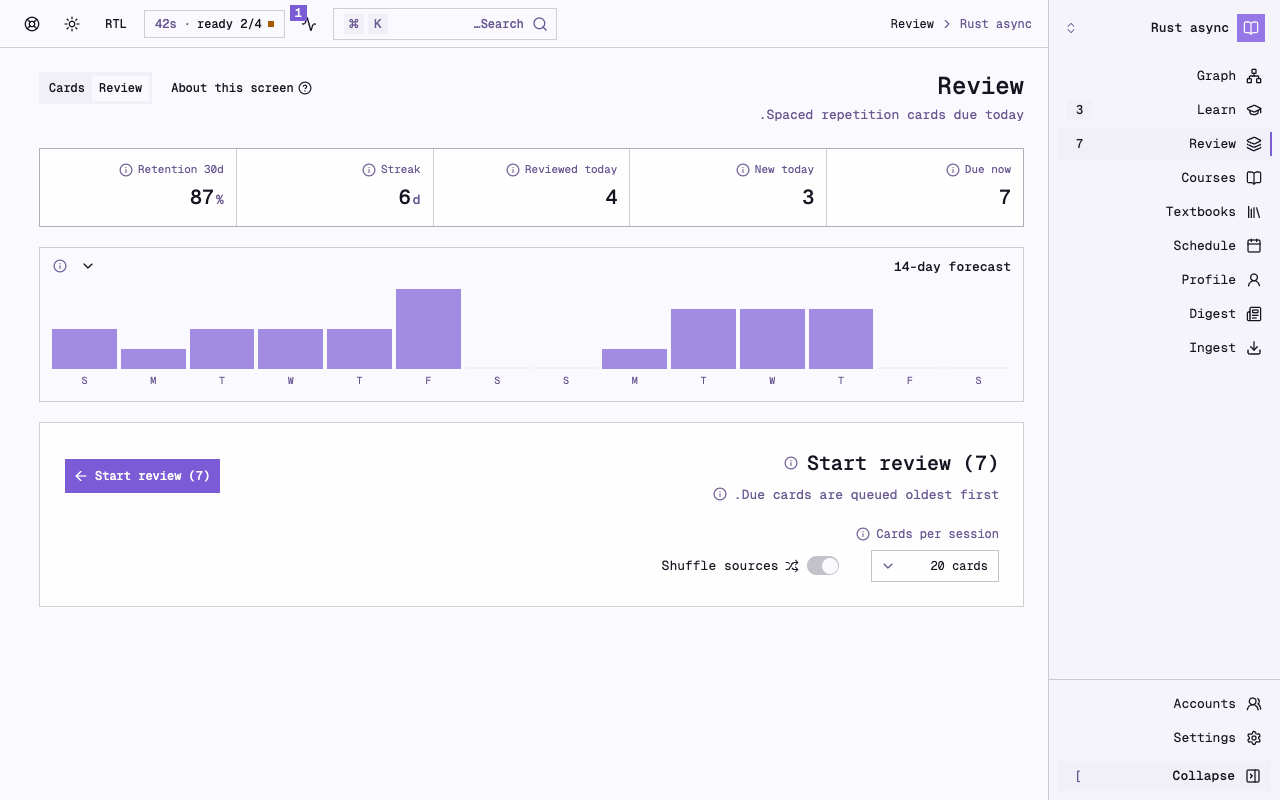 RTL
42s · ready 2/4
1
⌘ K
…Search
Review > Rust async
Rust async
Graph
Learn
3
Review
7
Courses
Textbooks
Schedule
Profile
Digest
Ingest
Accounts
Settings
Collapse
[
Cards
Review
About this screen
Review
.Spaced repetition cards due today
Retention 30d
87%
Streak
6d
Reviewed today
4
New today
3
Due now
7
14-day forecast
S M T W T F S S M T W T F S
Start review (7)
Start review (7)
.Due cards are queued oldest first
Cards per session
Shuffle sources
20 cards